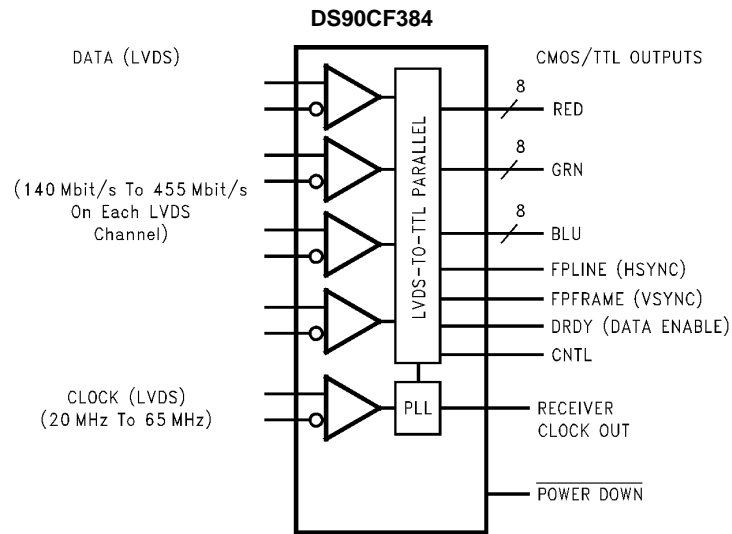 DS90CF384
DATA (LVDS)
CMOS/TTL OUTPUTS
8
RED
8
GRN
(140 Mbit/s To 455 Mbit/s
On Each LVDS
Channel)
8
BLU
LVDS-TO-TTL PARALLEL
FPLINE (HSYNC)
FPFRAME (VSYNC)
DRDY (DATA ENABLE)
CNTL
CLOCK (LVDS)
(20 MHz To 65 MHz)
PLL
RECEIVER
CLOCK OUT
POWER DOWN